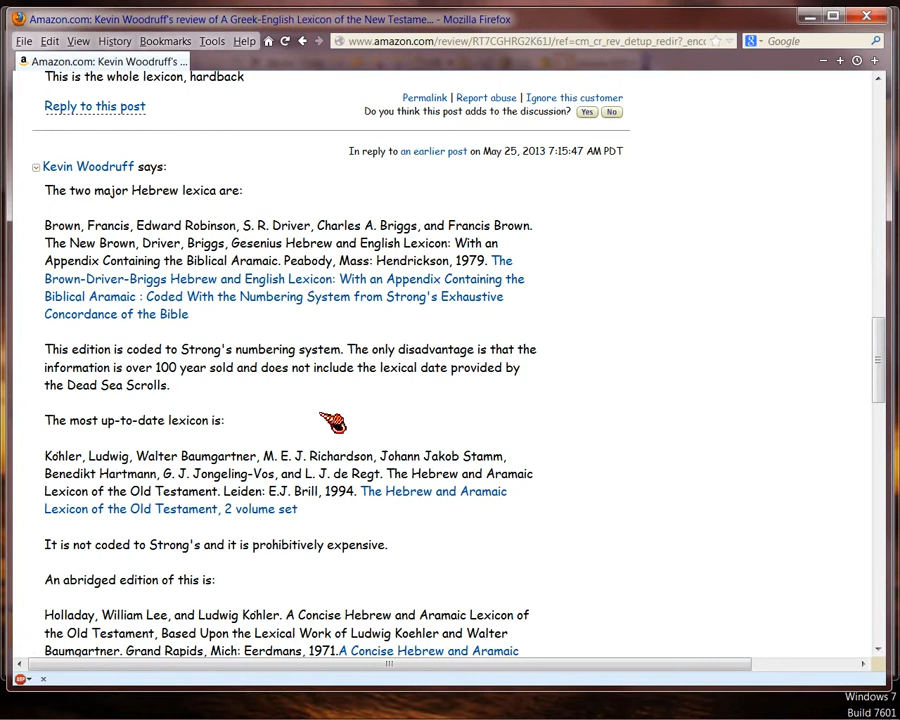 Amazon.com: Kevin Woodruff's review of A Greek-English Lexicon of the New Testame... - Mozilla Firefox
File Edit View History Bookmarks Tools Help www.amazon.com/review/RT7CGHRG2K61J/ref=cm_cr_rev_detup_redir?_enc Google
Amazon.com: Kevin Woodruff's ...
This is the whole lexicon, hardback
Permalink | Report abuse | Ignore this customer
Reply to this post
Do you think this post adds to the discussion? Yes No
In reply to an earlier post on May 25, 2013 7:15:47 AM PDT
Kevin Woodruff says:
The two major Hebrew lexica are:
Brown, Francis, Edward Robinson, S. R. Driver, Charles A. Briggs, and Francis Brown.
The New Brown, Driver, Briggs, Gesenius Hebrew and English Lexicon: With an
Appendix Containing the Biblical Aramaic. Peabody, Mass: Hendrickson, 1979. The
Brown-Driver-Briggs Hebrew and English Lexicon: With an Appendix Containing the
Biblical Aramaic : Coded With the Numbering System from Strong's Exhaustive
Concordance of the Bible
This edition is coded to Strong's numbering system. The only disadvantage is that the
information is over 100 year sold and does not include the lexical date provided by
the Dead Sea Scrolls.
The most up-to-date lexicon is:
Köhler, Ludwig, Walter Baumgartner, M. E. J. Richardson, Johann Jakob Stamm,
Benedikt Hartmann, G. J. Jongeling-Vos, and L. J. de Regt. The Hebrew and Aramaic
Lexicon of the Old Testament. Leiden: E.J. Brill, 1994. The Hebrew and Aramaic
Lexicon of the Old Testament, 2 volume set
It is not coded to Strong's and it is prohibitively expensive.
An abridged edition of this is:
Holladay, William Lee, and Ludwig Köhler. A Concise Hebrew and Aramaic Lexicon of
the Old Testament, Based Upon the Lexical Work of Ludwig Koehler and Walter
Baumgartner. Grand Rapids, Mich: Eerdmans, 1971.A Concise Hebrew and Aramaic
ABP
Windows 7
Build 7601